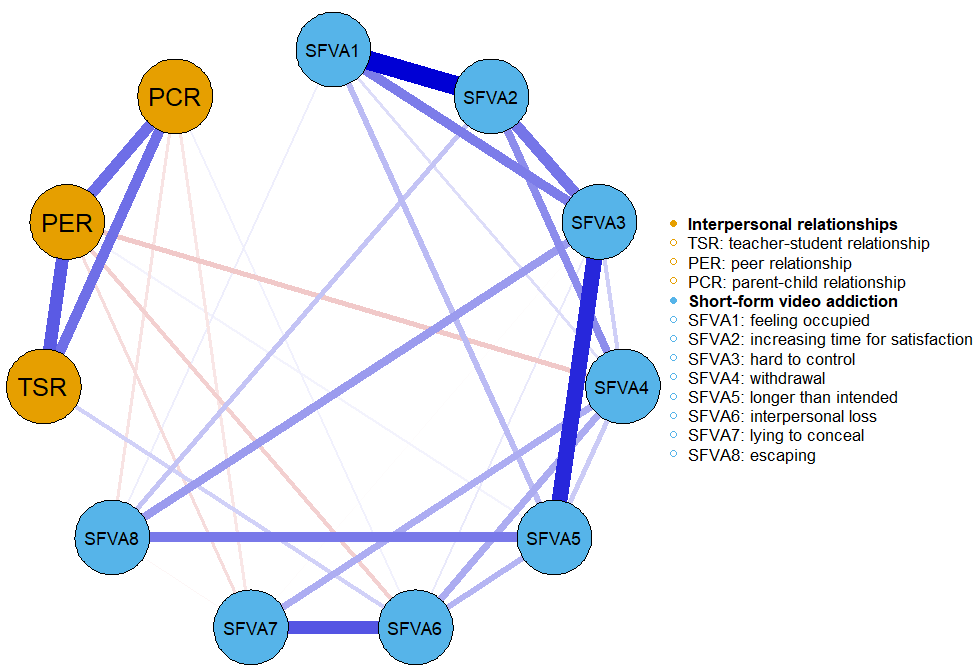 SFVA1
PCR
SFVA2
PER
SFVA3
TSR
SFVA4
SFVA8
SFVA5
SFVA7
SFVA6
Interpersonal relationships
TSR: teacher-student relationship
PER: peer relationship
PCR: parent-child relationship
Short-form video addiction
SFVA1: feeling occupied
SFVA2: increasing time for satisfaction
SFVA3: hard to control
SFVA4: withdrawal
SFVA5: longer than intended
SFVA6: interpersonal loss
SFVA7: lying to conceal
SFVA8: escaping